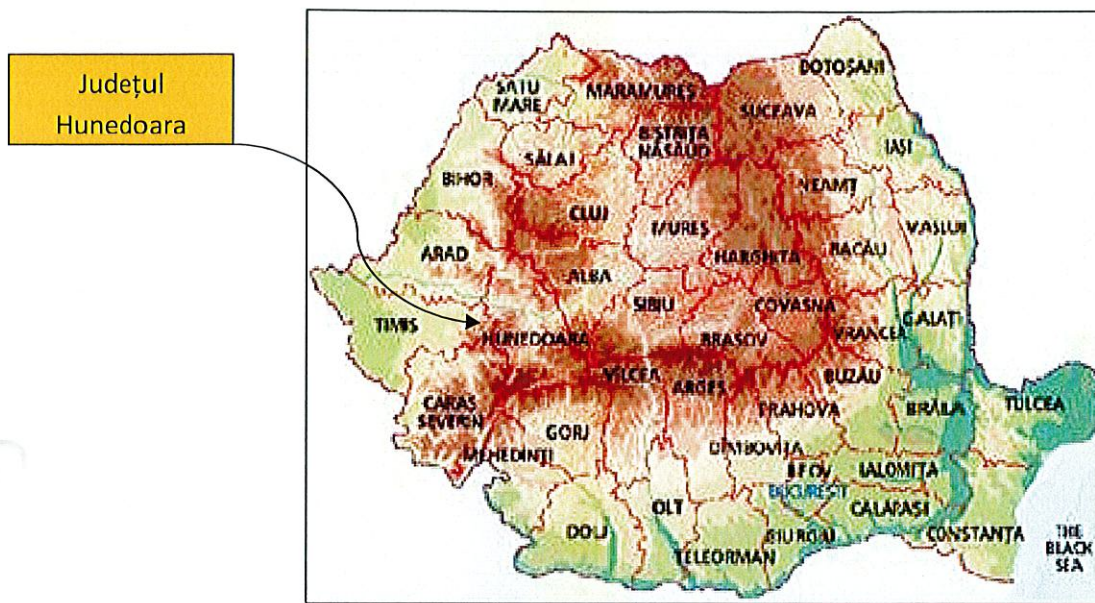 Județul
Hunedoara
BOTOȘANI
SATU
MARE
MARAMUREȘ
SUCEAVA
BISTRIȚA
NĂSĂUD
IAȘI
SĂLAJ
BIHOR
NEAMȚ
CLUJ
MUREȘ
VASLUI
ARAD
HARGHITA
BACĂU
ALBA
SIBIU
COVASNA
TIMIȘ
GALAȚI
HUNEDOARA
BRAȘOV
VRANCEA
VÎLCEA
ARGEȘ
BUZĂU
CARAȘ
SEVERIN
PRAHOVA
BRĂILA
TULCEA
GORJ
MEHEDINȚI
DÎMBOVIȚA
ILFOV
IALOMIȚA
BUCUREȘTI
OLT
CĂLĂRAȘI
DOLJ
GIURGIU
CONSTANȚA
TELEORMAN
THE
BLACK
SEA